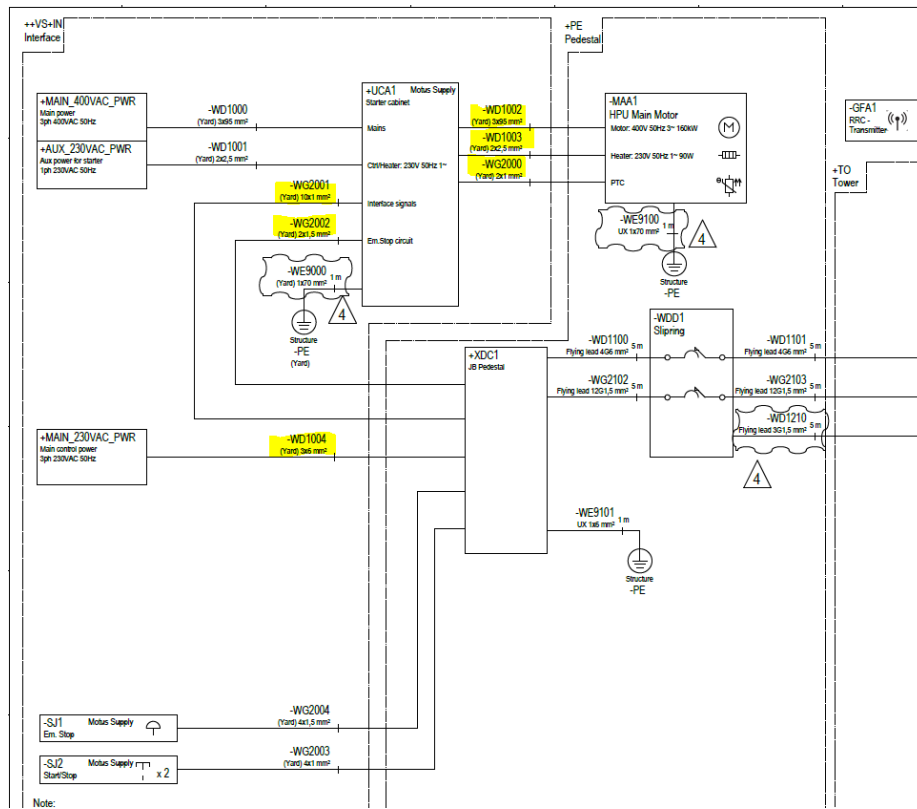 ++VS+IN
Interface
+PE
Pedestal
+MAIN_400VAC_PWR
Main power
3ph 400VAC 50Hz
+AUX_230VAC_PWR
Aux power for starter
1ph 230VAC 50Hz
-WD1000
(Yard) 3x95 mm²
-WD1001
(Yard) 2x2,5 mm²
-WG2001
(Yard) 10x1 mm²
-WG2002
(Yard) 2x1,5 mm²
-WE9000
(Yard) 1x70 mm²
1 m
4
Structure
-PE
(Yard)
+UCA1
Motus Supply
Starter cabinet
Mains
Ctrl/Heater: 230V 50Hz 1~
Interface signals
Em.Stop circuit
-WD1002
(Yard) 3x95 mm²
-WD1003
(Yard) 2x2,5 mm²
-WG2000
(Yard) 2x1 mm²
-MAA1
HPU Main Motor
Motor: 400V 50Hz 3~ 160kW
M
Heater: 230V 50Hz 1~ 90W
PTC
-WE9100
UX 1x70 mm²
1 m
4
Structure
-PE
-GFA1
RRC -
Transmitter
+TO
Tower
+XDC1
JB Pedestal
-WD1100
Flying lead 4G6 mm²
5 m
-WG2102
Flying lead 12G1,5 mm²
5 m
-WDD1
Slipring
-WD1101
Flying lead 4G6 mm²
5 m
-WG2103
Flying lead 12G1,5 mm²
5 m
-WD1210
Flying lead 3G1,5 mm²
5 m
4
+MAIN_230VAC_PWR
Main control power
3ph 230VAC 50Hz
-WD1004
(Yard) 3x6 mm²
-WE9101
UX 1x6 mm²
1 m
Structure
-PE
-SJ1
Motus Supply
Em. Stop
-WG2004
(Yard) 4x1,5 mm²
-SJ2
Motus Supply
Start/Stop
x 2
-WG2003
(Yard) 4x1 mm²
Note: